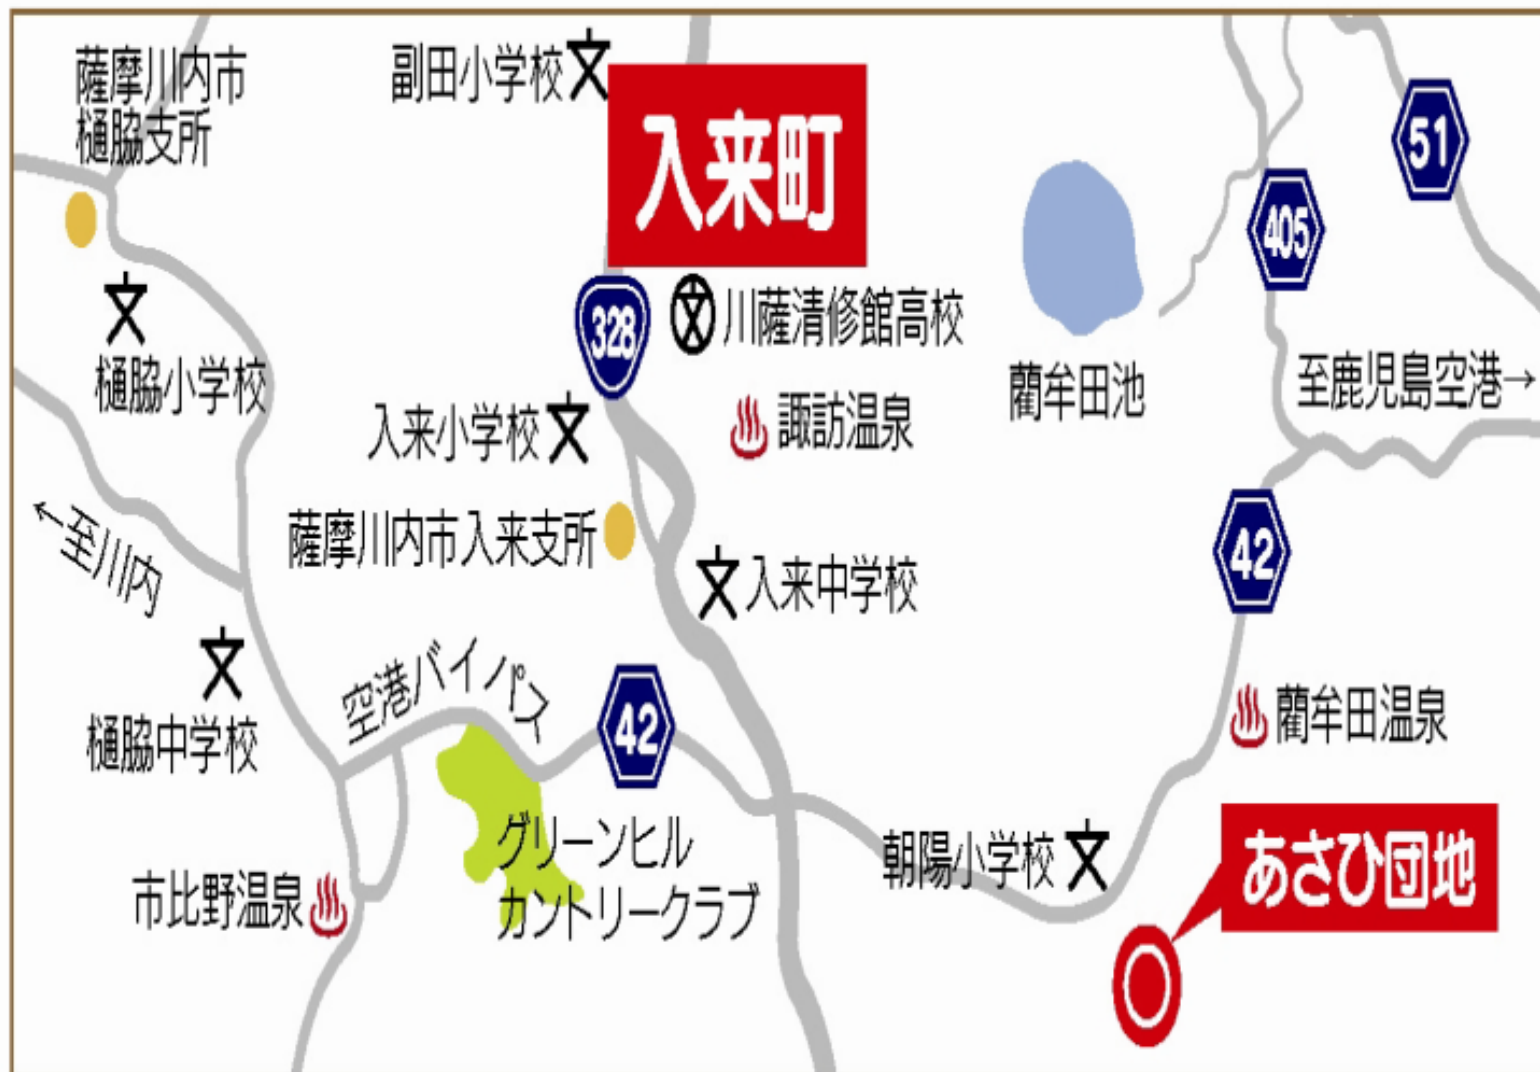 薩摩川内市
樋脇支所
副田小学校
入来町
51
405
328
川薩清修館高校
樋脇小学校
藺牟田池
至鹿児島空港→
入来小学校
諏訪温泉
←至川内
薩摩川内市入来支所
入来中学校
42
樋脇中学校
空港バイパス
42
藺牟田温泉
グリーンヒル
カントリークラブ
朝陽小学校
あさひ団地
市比野温泉